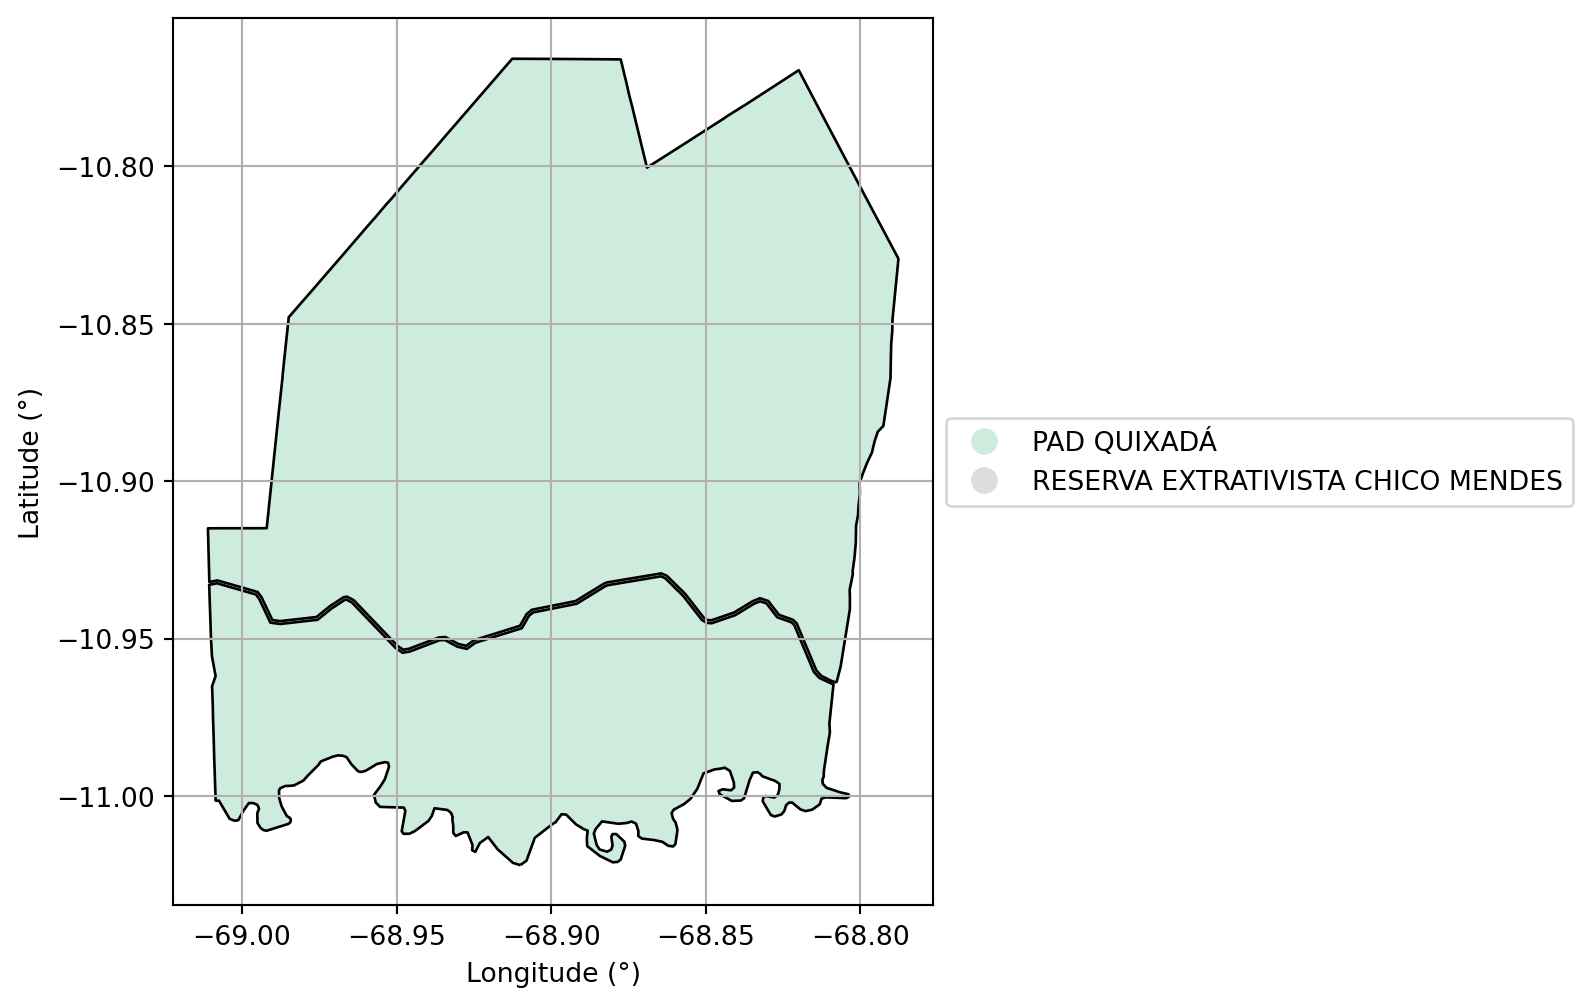 −10.80
−10.85
−10.90
−10.95
−11.00
Latitude (°)
−69.00
−68.95
−68.90
−68.85
−68.80
Longitude (°)
PAD QUIXADÁ
RESERVA EXTRATIVISTA CHICO MENDES